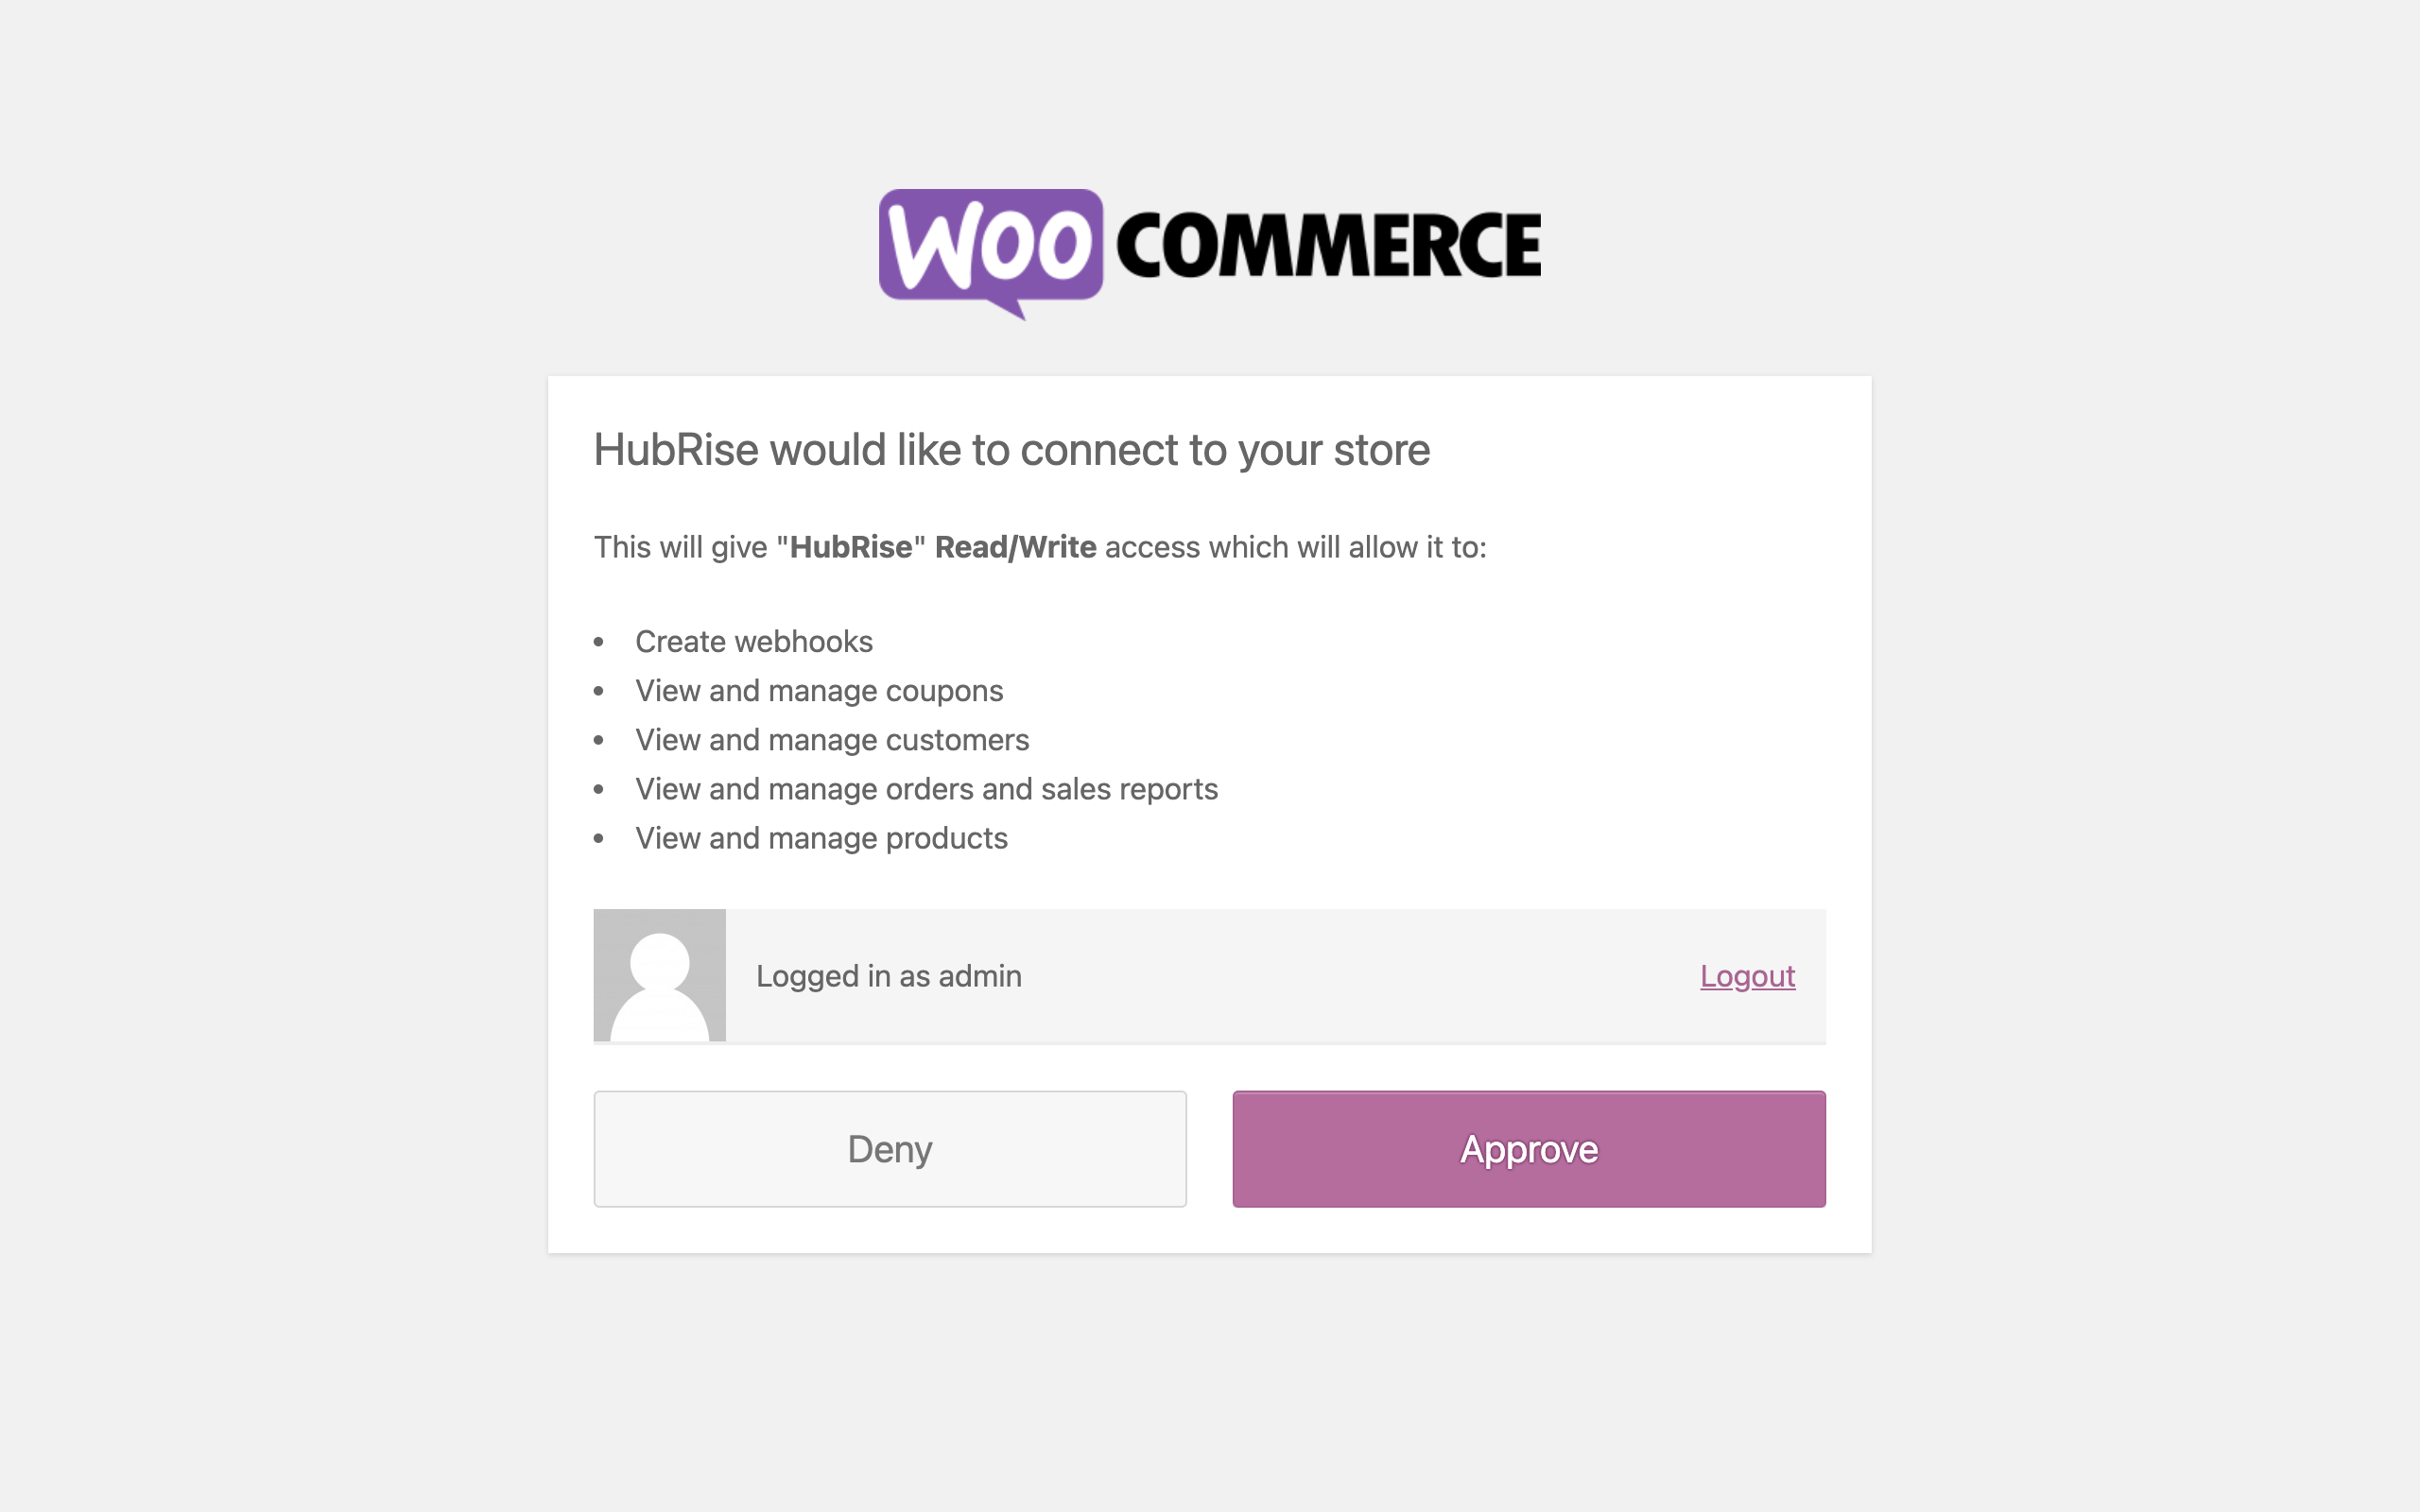 WOO COMMERCE
HubRise would like to connect to your store
This will give "HubRise" Read/Write access which will allow it to:
• Create webhooks
• View and manage coupons
• View and manage customers
• View and manage orders and sales reports
• View and manage products
Logged in as admin
Logout
Deny
Approve